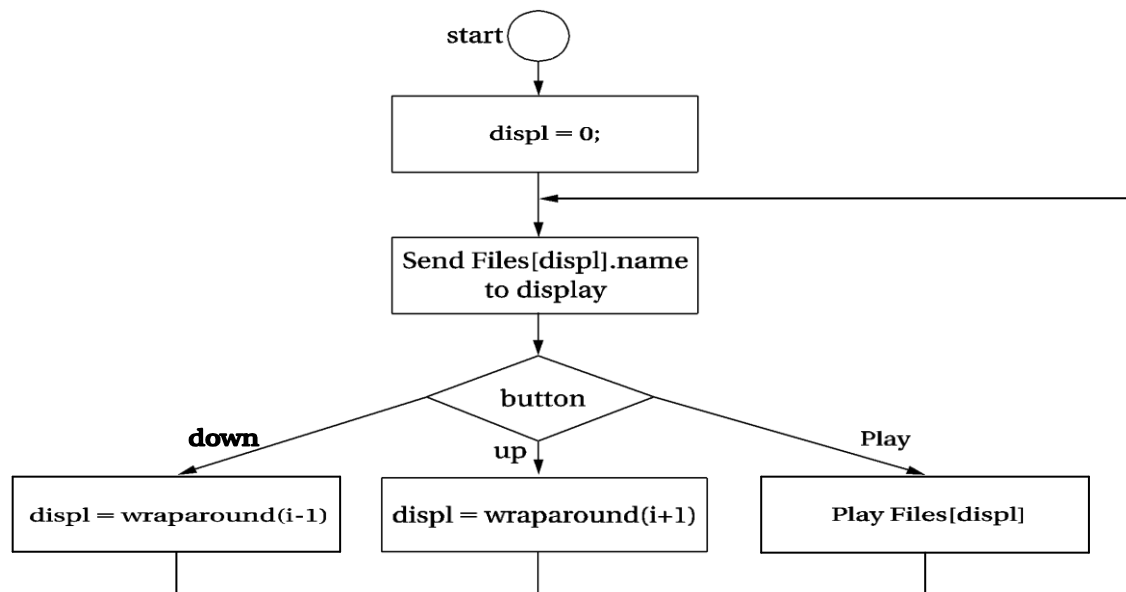 start
displ = 0;
Send Files[displ].name
to display
button
down
up
Play
displ = wraparound(i-1)
displ = wraparound(i+1)
Play Files[displ]